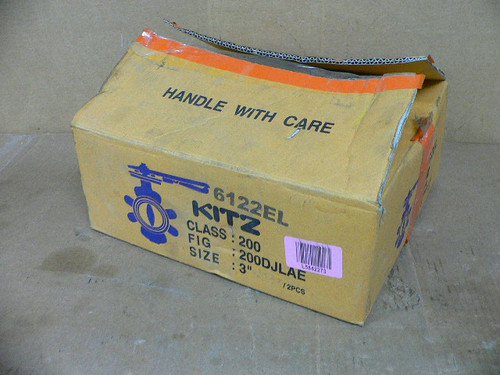 HANDLE WITH CARE
6122EL
KITZ
CLASS : 200
FIG : 200DJLAE
SIZE : 3"
/2PCS